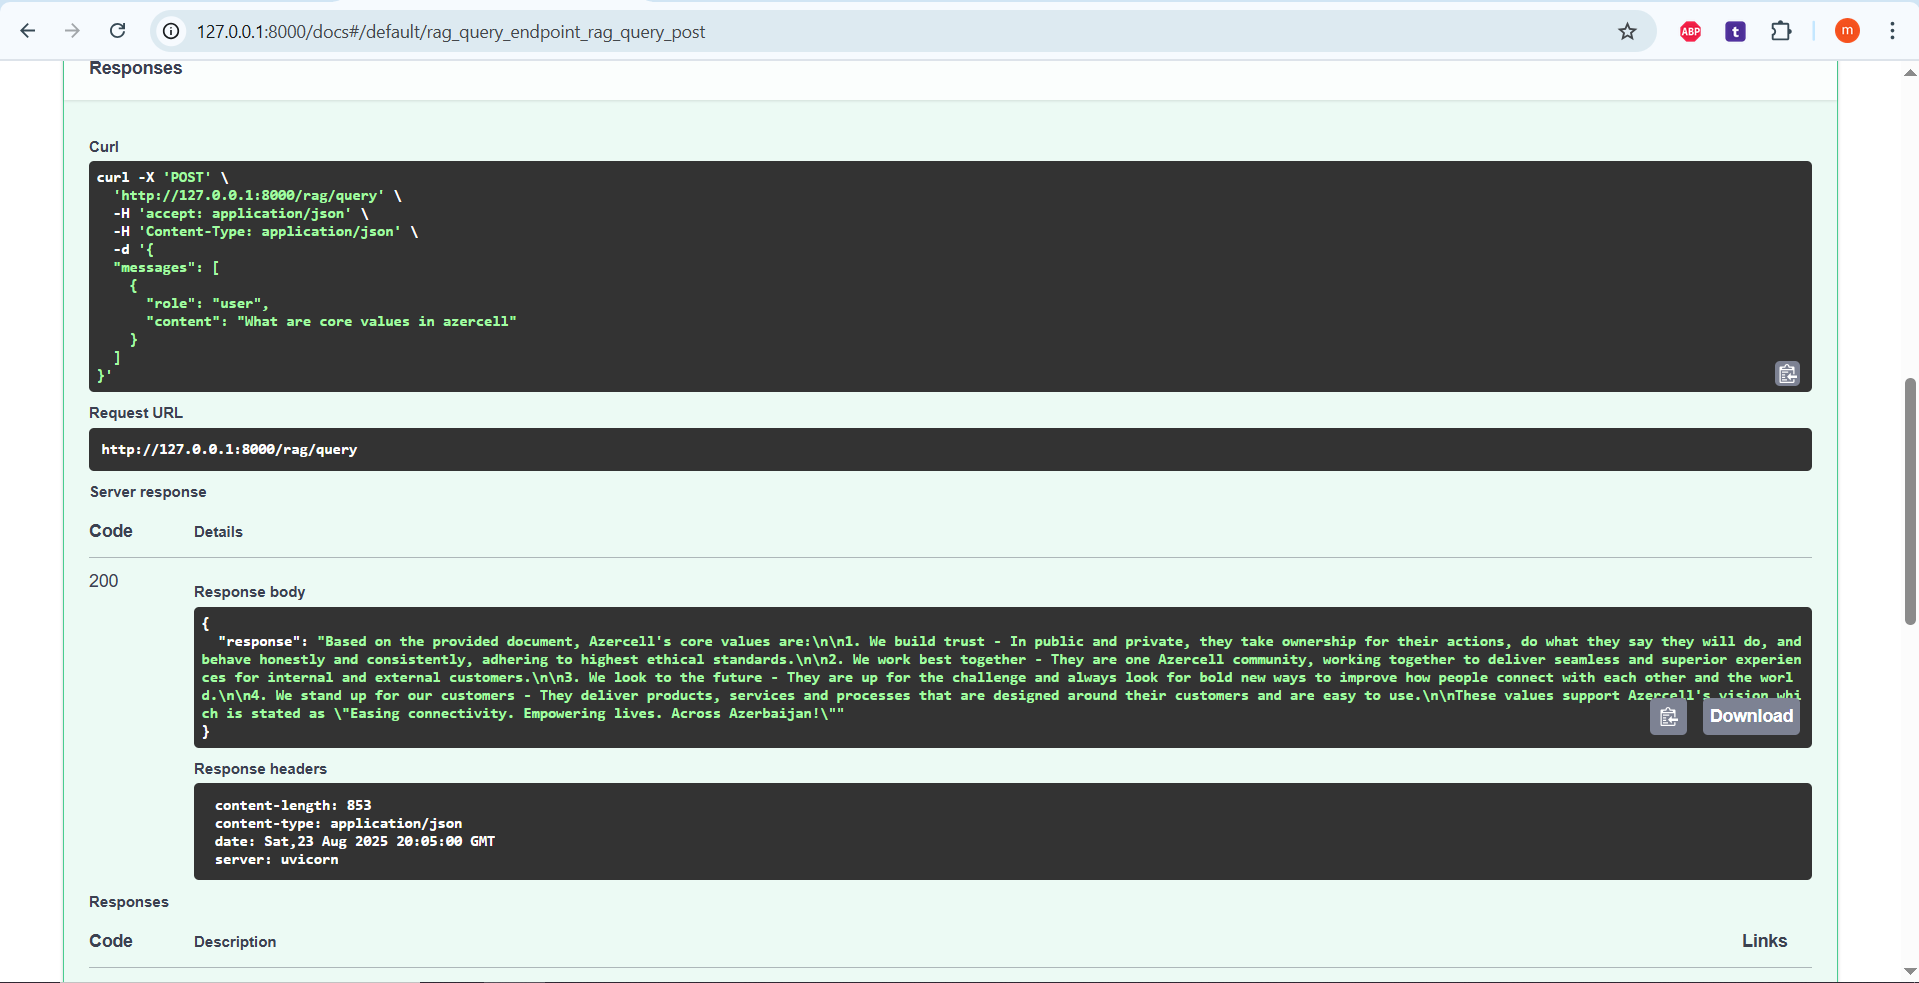 127.0.0.1:8000/docs#/default/rag_query_endpoint_rag_query_post
ABP
t
m
Responses
Curl
curl -X 'POST' \
'http://127.0.0.1:8000/rag/query' \
-H 'accept: application/json' \
-H 'Content-Type: application/json' \
-d '{
"messages": [
{
"role": "user",
"content": "What are core values in azercell"
}
]
}'
Request URL
http://127.0.0.1:8000/rag/query
Server response
Code Details
200
Response body
{
"response": "Based on the provided document, Azercell's core values are:\n\n1. We build trust - In public and private, they take ownership for their actions, do what they say they will do, and
behave honestly and consistently, adhering to highest ethical standards.\n\n2. We work best together - They are one Azercell community, working together to deliver seamless and superior experien
ces for internal and external customers.\n\n3. We look to the future - They are up for the challenge and always look for bold new ways to improve how people connect with each other and the worl
d.\n\n4. We stand up for our customers - They deliver products, services and processes that are designed around their customers and are easy to use.\n\nThese values support Azercell's vision whi
ch is stated as \"Easing connectivity. Empowering lives. Across Azerbaijan!\""
}
Download
Response headers
content-length: 853
content-type: application/json
date: Sat,23 Aug 2025 20:05:00 GMT
server: uvicorn
Responses
Code Description Links